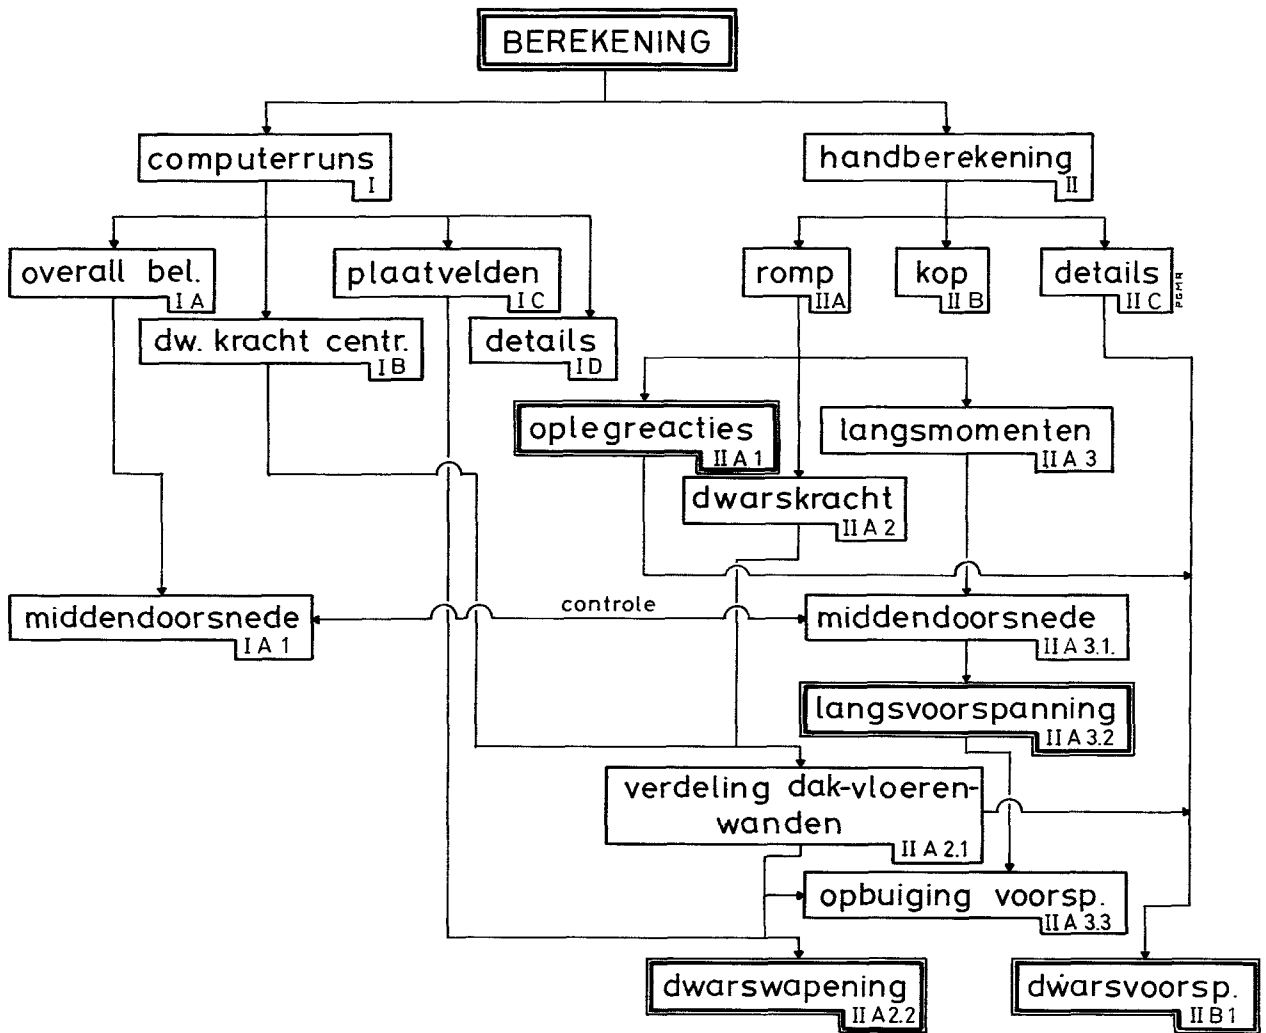 BEREKENING
computerruns
I
handberekening
II
overall bel.
I A
plaatvelden
I C
romp
II A
kop
II B
details
II C
PGMR
dw. kracht centr.
I B
details
I D
oplegreacties
II A 1
langsmomenten
II A 3
dwarskracht
II A 2
controle
middendoorsnede
I A 1
middendoorsnede
II A 3.1.
langsvoorspanning
II A 3.2
verdeling dak-vloeren-
wanden
II A 2.1
opbuiging voorsp.
II A 3.3
dwarswapening
II A 2.2
dwarsvoorsp.
II B 1